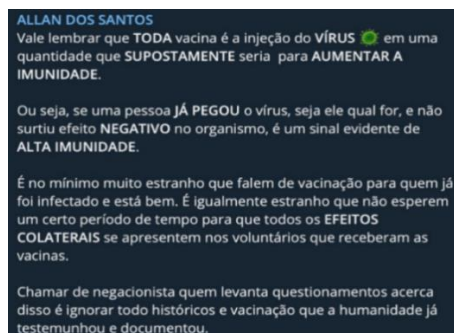 ALLAN DOS SANTOS
Vale lembrar que TODA vacina é a injeção do VÍRUS 🦠 em uma
quantidade que SUPOSTAMENTE seria para AUMENTAR A
IMUNIDADE.
Ou seja, se uma pessoa JÁ PEGOU o vírus, seja ele qual for, e não
surtiu efeito NEGATIVO no organismo, é um sinal evidente de
ALTA IMUNIDADE.
É no mínimo muito estranho que falem de vacinação para quem já
foi infectado e está bem. É igualmente estranho que não esperem
um certo período de tempo para que todos os EFEITOS
COLATERAIS se apresentem nos voluntários que receberam as
vacinas.
Chamar de negacionista quem levanta questionamentos acerca
disso é ignorar todo históricos e vacinação que a humanidade já
testemunhou e documentou.